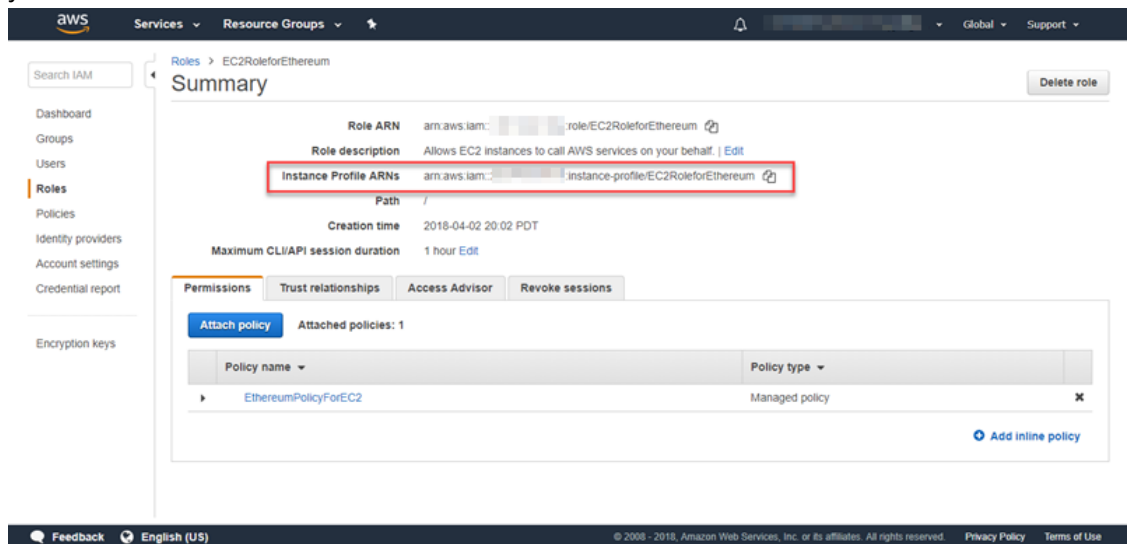 aws Services Resource Groups Global Support
Search IAM
Roles > EC2RoleforEthereum
Summary
Delete role
Dashboard
Groups
Users
Roles
Policies
Identity providers
Account settings
Credential report
Encryption keys
Role ARN arn:aws:iam:: :role/EC2RoleforEthereum
Role description Allows EC2 instances to call AWS services on your behalf. | Edit
Instance Profile ARNs arn:aws:iam:: :instance-profile/EC2RoleforEthereum
Path /
Creation time 2018-04-02 20:02 PDT
Maximum CLI/API session duration 1 hour Edit
Permissions Trust relationships Access Advisor Revoke sessions
Attach policy Attached policies: 1
Policy name Policy type
EthereumPolicyForEC2 Managed policy
Add inline policy
Feedback English (US) © 2008 - 2018, Amazon Web Services, Inc. or its affiliates. All rights reserved. Privacy Policy Terms of Use